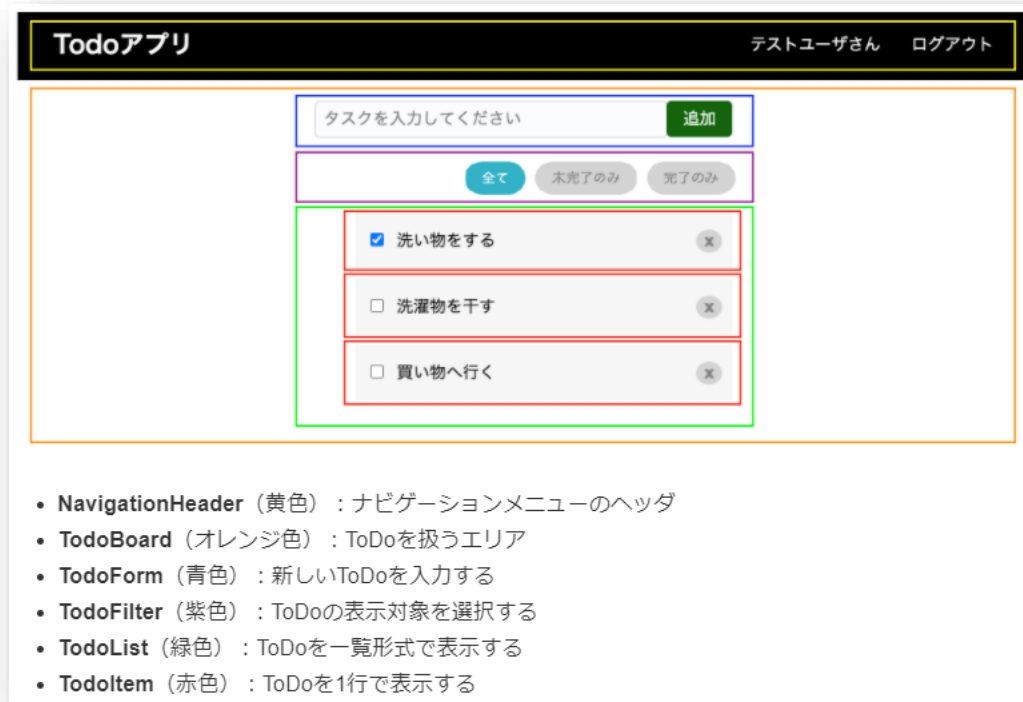 Todoアプリ テストユーザさん ログアウト
タスクを入力してください 追加
全て 未完了のみ 完了のみ
洗い物をする x
洗濯物を干す x
買い物へ行く x
• NavigationHeader（黄色）：ナビゲーションメニューのヘッダ
• TodoBoard（オレンジ色）：ToDoを扱うエリア
• TodoForm（青色）：新しいToDoを入力する
• TodoFilter（紫色）：ToDoの表示対象を選択する
• TodoList（緑色）：ToDoを一覧形式で表示する
• TodoItem（赤色）：ToDoを1行で表示する